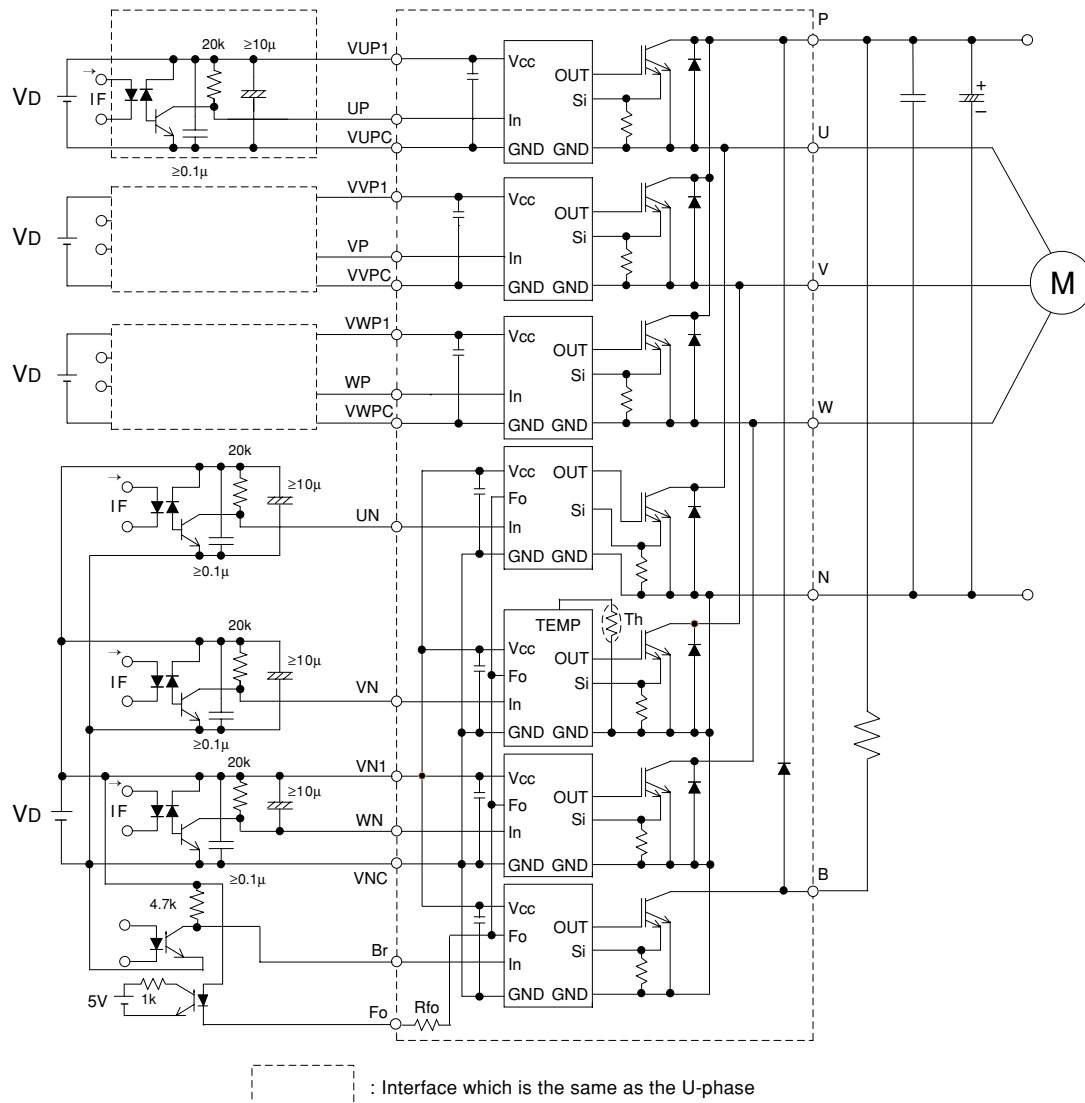 P
20k ≥10μ VUP1
Vcc
OUT
VD IF Si
UP
In
+
–
VUPC GND GND U
≥0.1μ
VVP1 Vcc
OUT
VD Si
VP In
VVPC GND GND V
M
VWP1 Vcc
OUT
VD Si
WP In
VWPC GND GND W
20k
≥10μ Vcc OUT
IF Fo Si
UN In
GND GND
≥0.1μ
N
20k TEMP Th
≥10μ Vcc
IF OUT
Fo Si
VN In
GND GND
≥0.1μ
20k VN1 Vcc
≥10μ OUT
VD IF Fo Si
WN In
VNC GND GND
≥0.1μ B
4.7k Vcc
OUT
Fo Si
Br In
5V 1k GND GND
Fo Rfo
: Interface which is the same as the U-phase